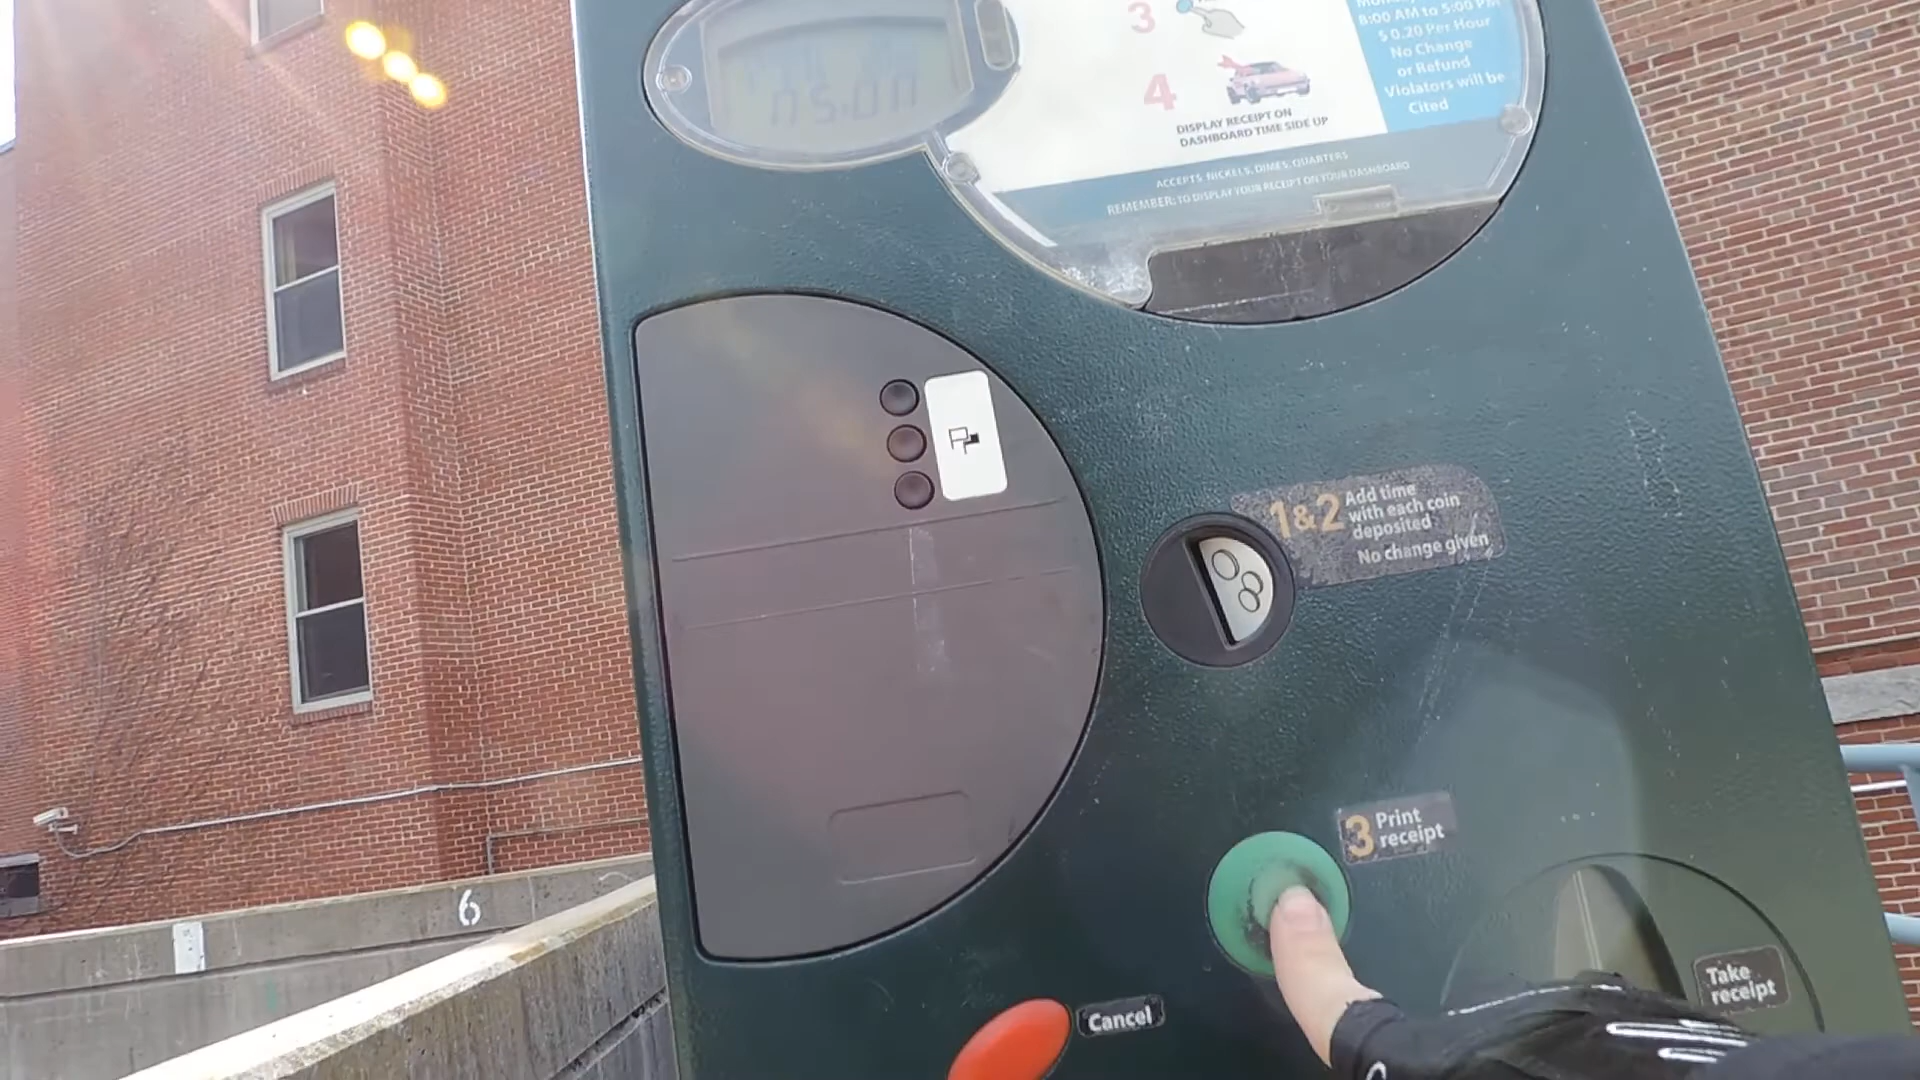 3
4
DISPLAY RECEIPT ON
DASHBOARD TIME SIDE UP
8:00 AM to 5:00 PM
$ 0.20 Per Hour
No Change
or Refund
Violators will be
Cited
ACCEPTS NICKELS, DIMES, QUARTERS
REMEMBER: TO DISPLAY YOUR RECEIPT ON YOUR DASHBOARD
1&2 Add time
with each coin
deposited
No change given
3 Print
receipt
Take
receipt
Cancel
6